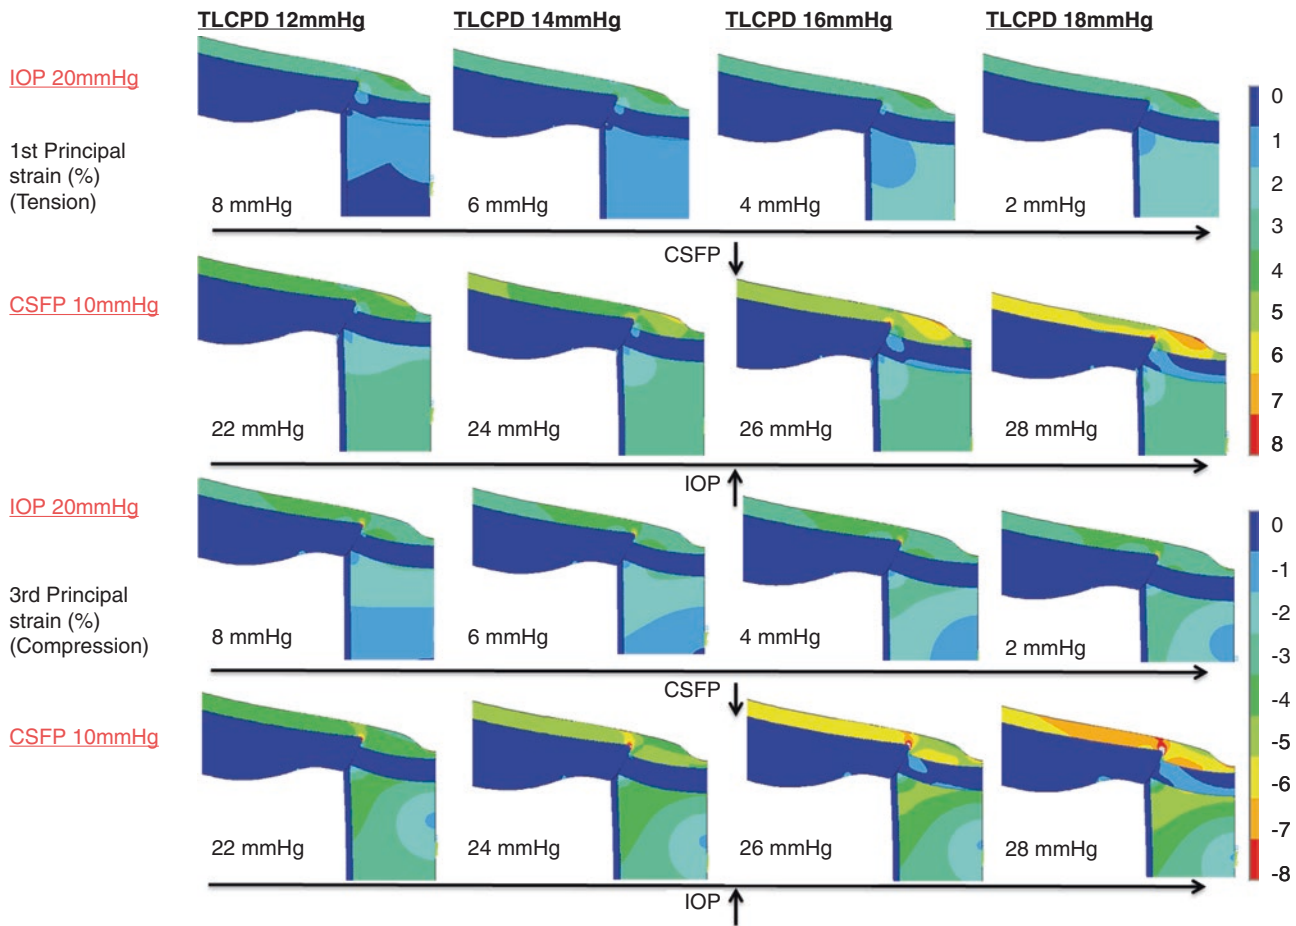 TLCPD 12mmHg TLCPD 14mmHg TLCPD 16mmHg TLCPD 18mmHg
IOP 20mmHg
1st Principal
strain (%)
(Tension)
8 mmHg 6 mmHg 4 mmHg 2 mmHg
CSFP
CSFP 10mmHg
22 mmHg 24 mmHg 26 mmHg 28 mmHg
IOP
0
1
2
3
4
5
6
7
8
IOP 20mmHg
3rd Principal
strain (%)
(Compression)
8 mmHg 6 mmHg 4 mmHg 2 mmHg
CSFP
CSFP 10mmHg
22 mmHg 24 mmHg 26 mmHg 28 mmHg
IOP
0
-1
-2
-3
-4
-5
-6
-7
-8